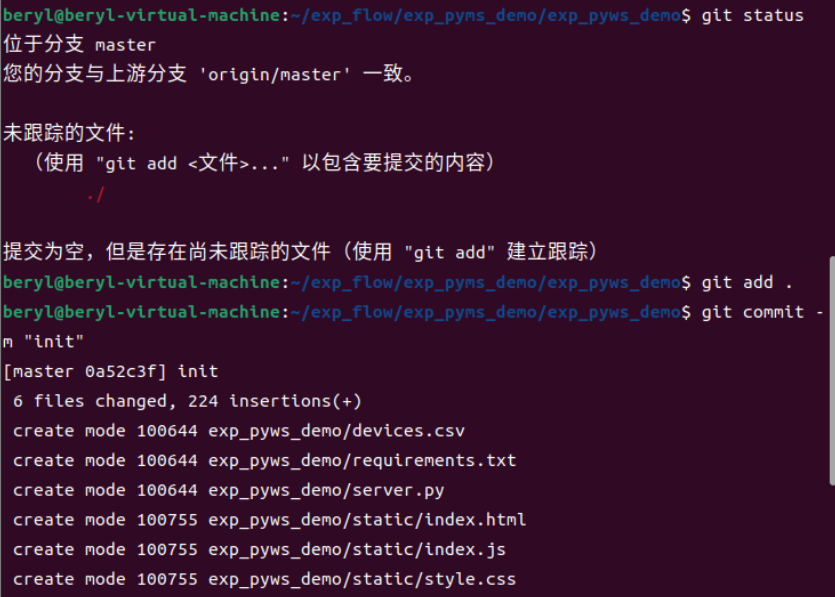 beryl@beryl-virtual-machine:~/exp_flow/exp_pyms_demo/exp_pyws_demo$ git status
位于分支 master
您的分支与上游分支 'origin/master' 一致。
未跟踪的文件:
（使用 "git add <文件>..." 以包含要提交的内容）
./
提交为空，但是存在尚未跟踪的文件（使用 "git add" 建立跟踪）
beryl@beryl-virtual-machine:~/exp_flow/exp_pyms_demo/exp_pyws_demo$ git add .
beryl@beryl-virtual-machine:~/exp_flow/exp_pyms_demo/exp_pyws_demo$ git commit -
m "init"
[master 0a52c3f] init
6 files changed, 224 insertions(+)
create mode 100644 exp_pyws_demo/devices.csv
create mode 100644 exp_pyws_demo/requirements.txt
create mode 100644 exp_pyws_demo/server.py
create mode 100755 exp_pyws_demo/static/index.html
create mode 100755 exp_pyws_demo/static/index.js
create mode 100755 exp_pyws_demo/static/style.css